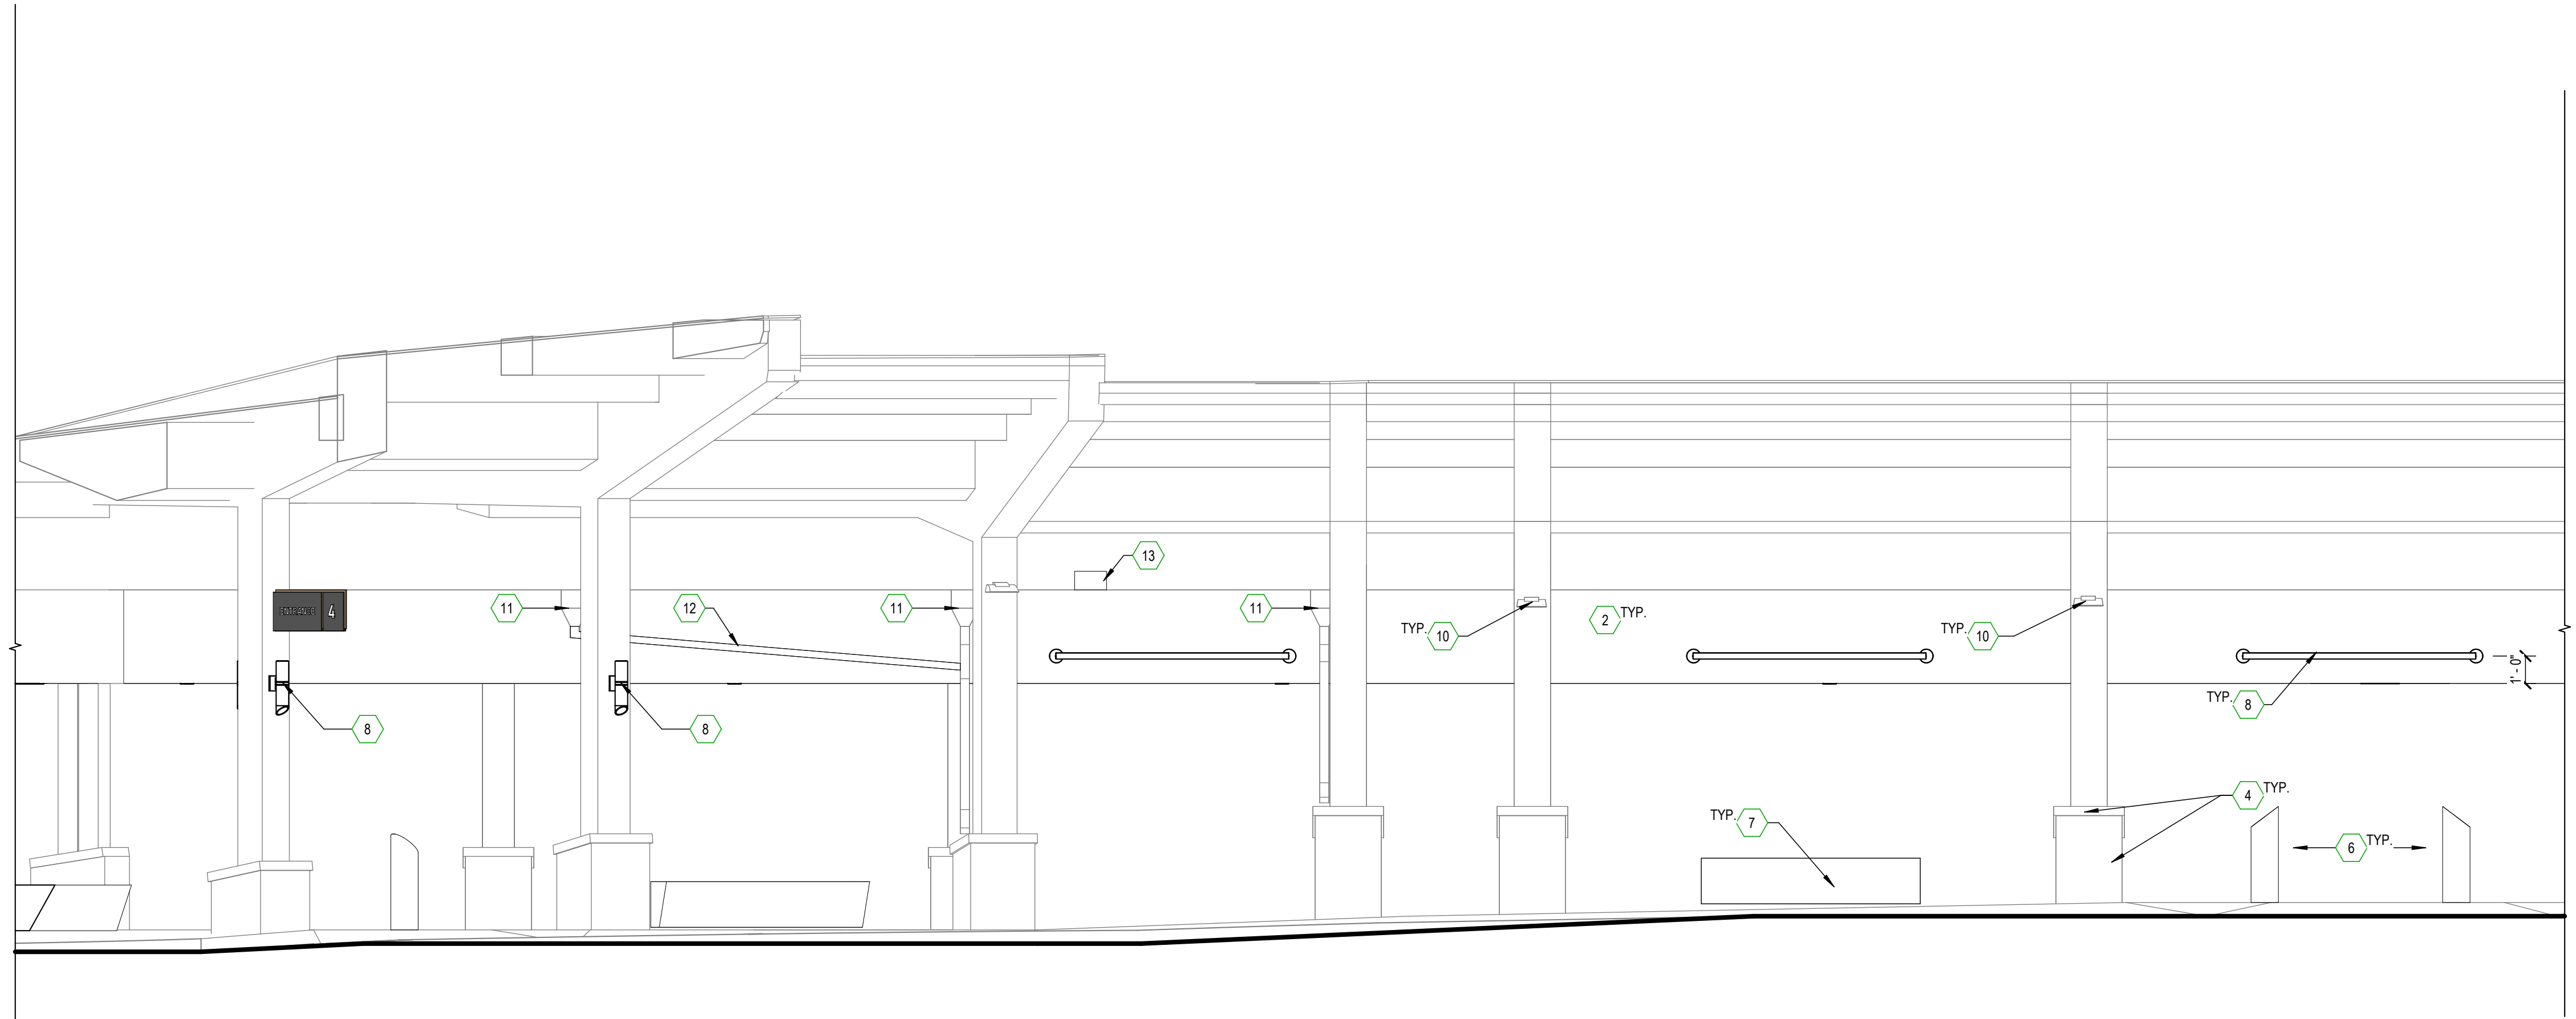 13
ENTRANCE 4
11
12
11
11
TYP. 10
2 TYP.
TYP. 10
1' - 0"
8
8
TYP. 8
TYP. 7
4 TYP.
6 TYP.